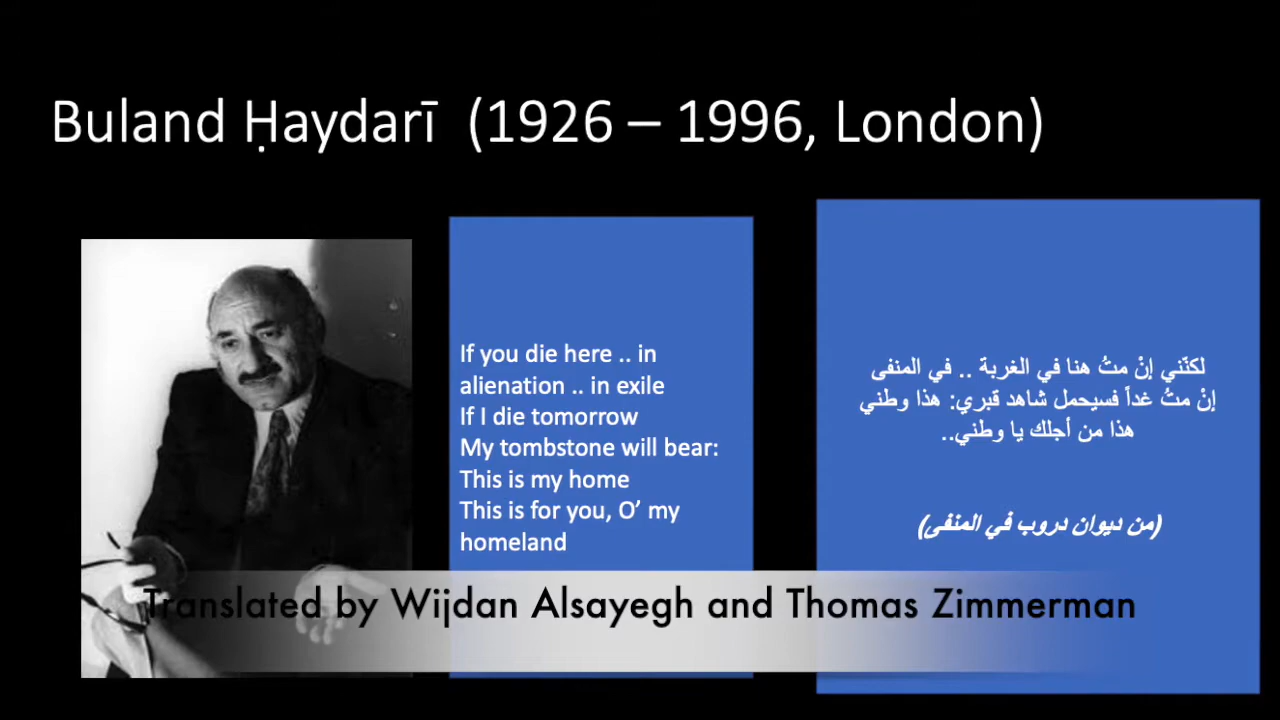 Buland Ḥaydarī (1926 – 1996, London)
If you die here .. in
alienation .. in exile
If I die tomorrow
My tombstone will bear:
This is my home
This is for you, O’ my
homeland
لكنّني إنْ متُ هنا في الغربة .. في المنفى
إنْ متُ غداً فسيحمل شاهد قبري: هذا وطني
هذا من أجلك يا وطني..
(من ديوان دروب في المنفى)
Translated by Wijdan Alsayegh and Thomas Zimmerman